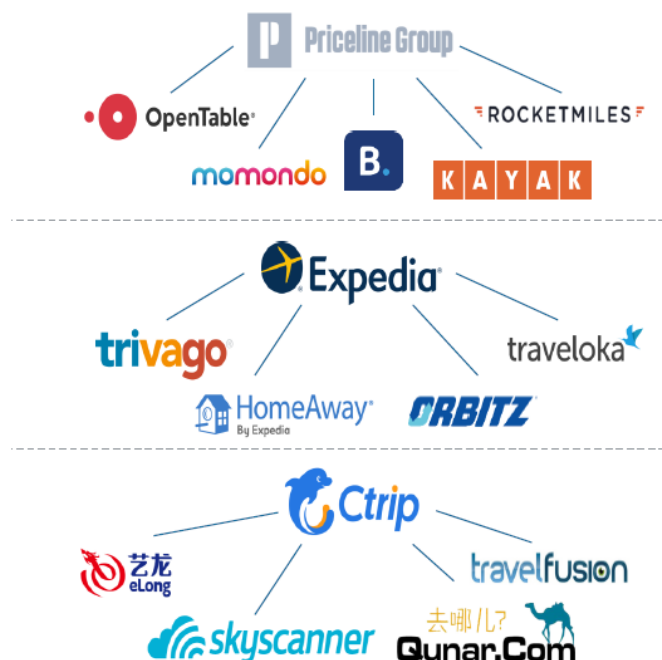 P Priceline Group
OpenTable®
ROCKETMILES
momondo
B.
KAYAK
Expedia®
trivago®
traveloka
HomeAway®
By Expedia
ORBITZ
Ctrip
艺龙
eLong
travelfusion
skyscanner
去哪儿?
Qunar.Com